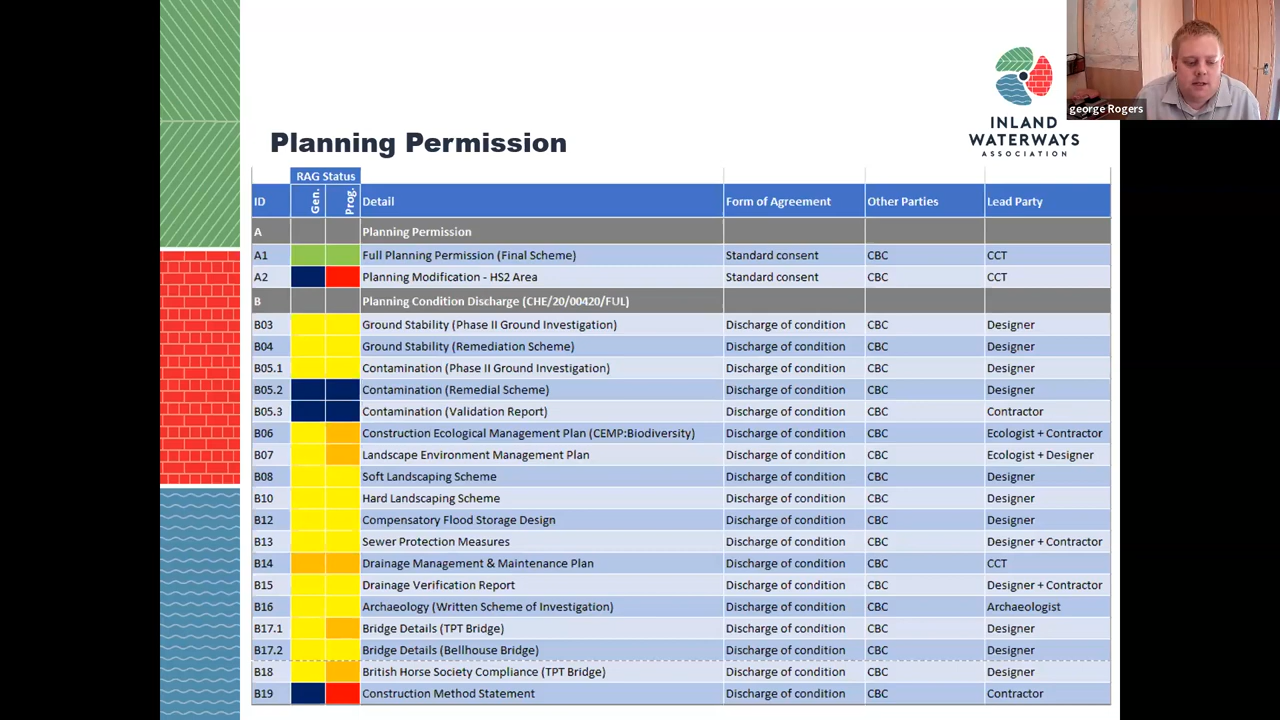 george Rogers
INLAND
WATERWAYS
ASSOCIATION
Planning Permission
RAG Status
ID Gen. Prog. Detail Form of Agreement Other Parties Lead Party
A Planning Permission
A1 Full Planning Permission (Final Scheme) Standard consent CBC CCT
A2 Planning Modification - HS2 Area Standard consent CBC CCT
B Planning Condition Discharge (CHE/20/00420/FUL)
B03 Ground Stability (Phase II Ground Investigation) Discharge of condition CBC Designer
B04 Ground Stability (Remediation Scheme) Discharge of condition CBC Designer
B05.1 Contamination (Phase II Ground Investigation) Discharge of condition CBC Designer
B05.2 Contamination (Remedial Scheme) Discharge of condition CBC Designer
B05.3 Contamination (Validation Report) Discharge of condition CBC Contractor
B06 Construction Ecological Management Plan (CEMP:Biodiversity) Discharge of condition CBC Ecologist + Contractor
B07 Landscape Environment Management Plan Discharge of condition CBC Ecologist + Designer
B08 Soft Landscaping Scheme Discharge of condition CBC Designer
B10 Hard Landscaping Scheme Discharge of condition CBC Designer
B12 Compensatory Flood Storage Design Discharge of condition CBC Designer
B13 Sewer Protection Measures Discharge of condition CBC Designer + Contractor
B14 Drainage Management & Maintenance Plan Discharge of condition CBC CCT
B15 Drainage Verification Report Discharge of condition CBC Designer + Contractor
B16 Archaeology (Written Scheme of Investigation) Discharge of condition CBC Archaeologist
B17.1 Bridge Details (TPT Bridge) Discharge of condition CBC Designer
B17.2 Bridge Details (Bellhouse Bridge) Discharge of condition CBC Designer
B18 British Horse Society Compliance (TPT Bridge) Discharge of condition CBC Designer
B19 Construction Method Statement Discharge of condition CBC Contractor